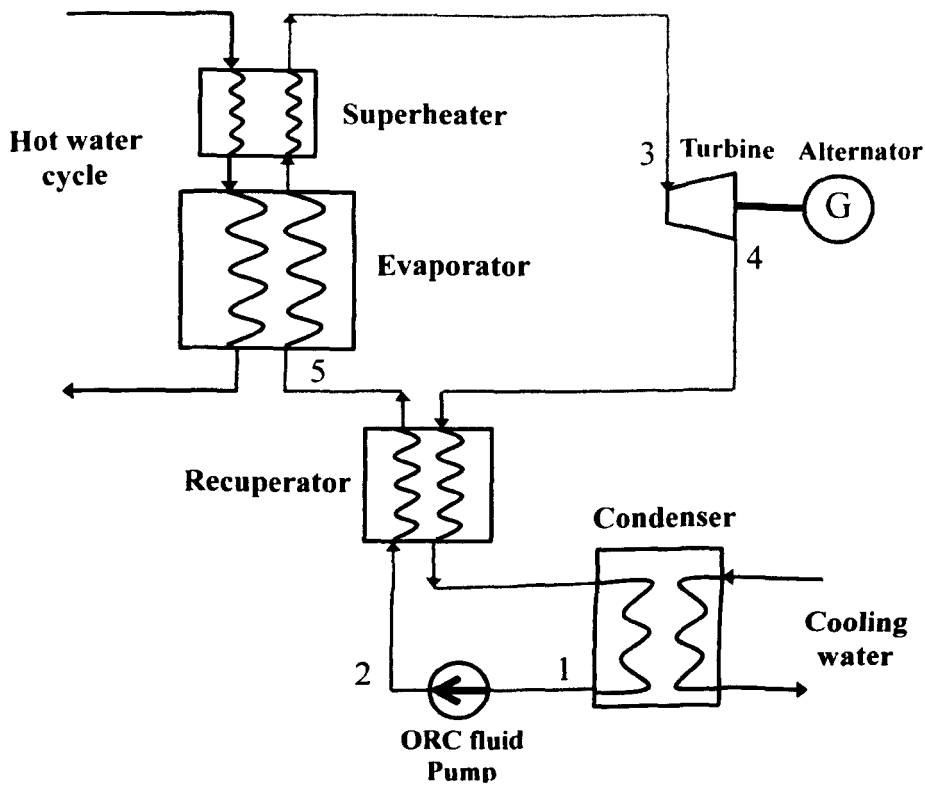 Superheater
Hot water
cycle
3
Turbine
Alternator
G
4
Evaporator
5
Recuperator
Condenser
Cooling
water
2
1
ORC fluid
Pump